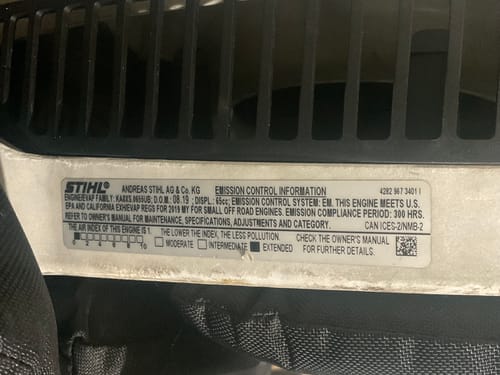 STIHL® ANDREAS STIHL AG & Co. KG EMISSION CONTROL INFORMATION 4282 967 3401 I
ENGINE/EVAP FAMILY: KA8XS.0655UB; D.O.M.: 08.19; DISPL.: 65cc; EMISSION CONTROL SYSTEM: EM. THIS ENGINE MEETS U.S.
EPA AND CALIFORNIA EXH/EVAP REGS FOR 2019 MY FOR SMALL OFF ROAD ENGINES. EMISSION COMPLIANCE PERIOD: 300 HRS.
REFER TO OWNER'S MANUAL FOR MAINTENANCE, SPECIFICATIONS, ADJUSTMENTS AND CATEGORY. CAN ICES-2/NMB-2
THE AIR INDEX OF THIS ENGINE IS 1. THE LOWER THE INDEX, THE LESS POLLUTION. CHECK THE OWNER'S MANUAL
MODERATE INTERMEDIATE EXTENDED FOR FURTHER DETAILS.